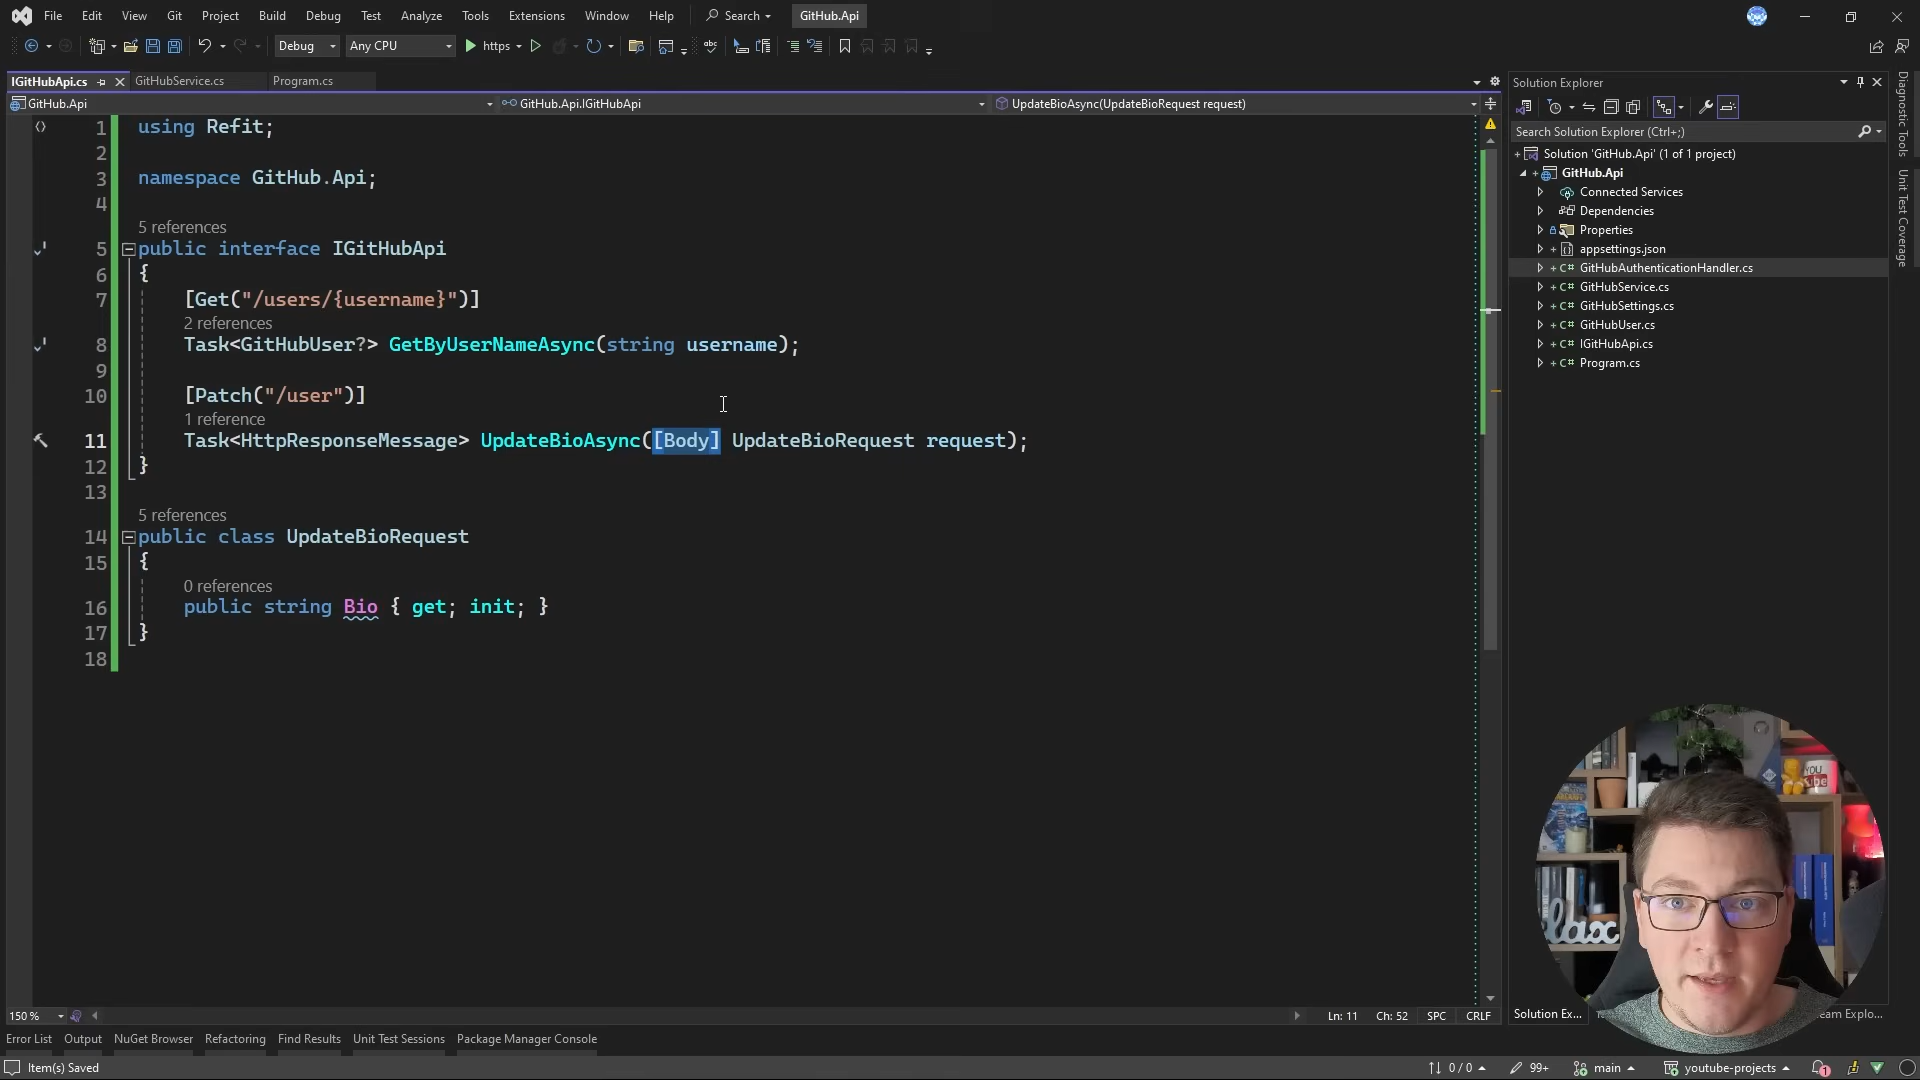 File Edit View Git Project Build Debug Test Analyze Tools Extensions Window Help Search GitHub.Api
Debug Any CPU https
IGitHubApi.cs GitHubService.cs Program.cs
GitHub.Api GitHub.Api.IGitHubApi UpdateBioAsync(UpdateBioRequest request)
1 using Refit;
2
3 namespace GitHub.Api;
4
5 references
5 public interface IGitHubApi
6 {
7 [Get("/users/{username}")]
2 references
8 Task<GitHubUser?> GetByUserNameAsync(string username);
9
10 [Patch("/user")]
1 reference
11 Task<HttpResponseMessage> UpdateBioAsync([Body] UpdateBioRequest request);
12 }
13
5 references
14 public class UpdateBioRequest
15 {
0 references
16 public string Bio { get; init; }
17 }
18
150 % Ln: 11 Ch: 52 SPC CRLF
Error List Output NuGet Browser Refactoring Find Results Unit Test Sessions Package Manager Console
Item(s) Saved 0 / 0 99+ main youtube-projects 1
Solution Explorer
Search Solution Explorer (Ctrl+;)
Solution 'GitHub.Api' (1 of 1 project)
GitHub.Api
Connected Services
Dependencies
Properties
appsettings.json
C# GitHubAuthenticationHandler.cs
C# GitHubService.cs
C# GitHubSettings.cs
C# GitHubUser.cs
C# IGitHubApi.cs
C# Program.cs
Solution Ex...
Diagnostic Tools
Unit Test Coverage
YOU